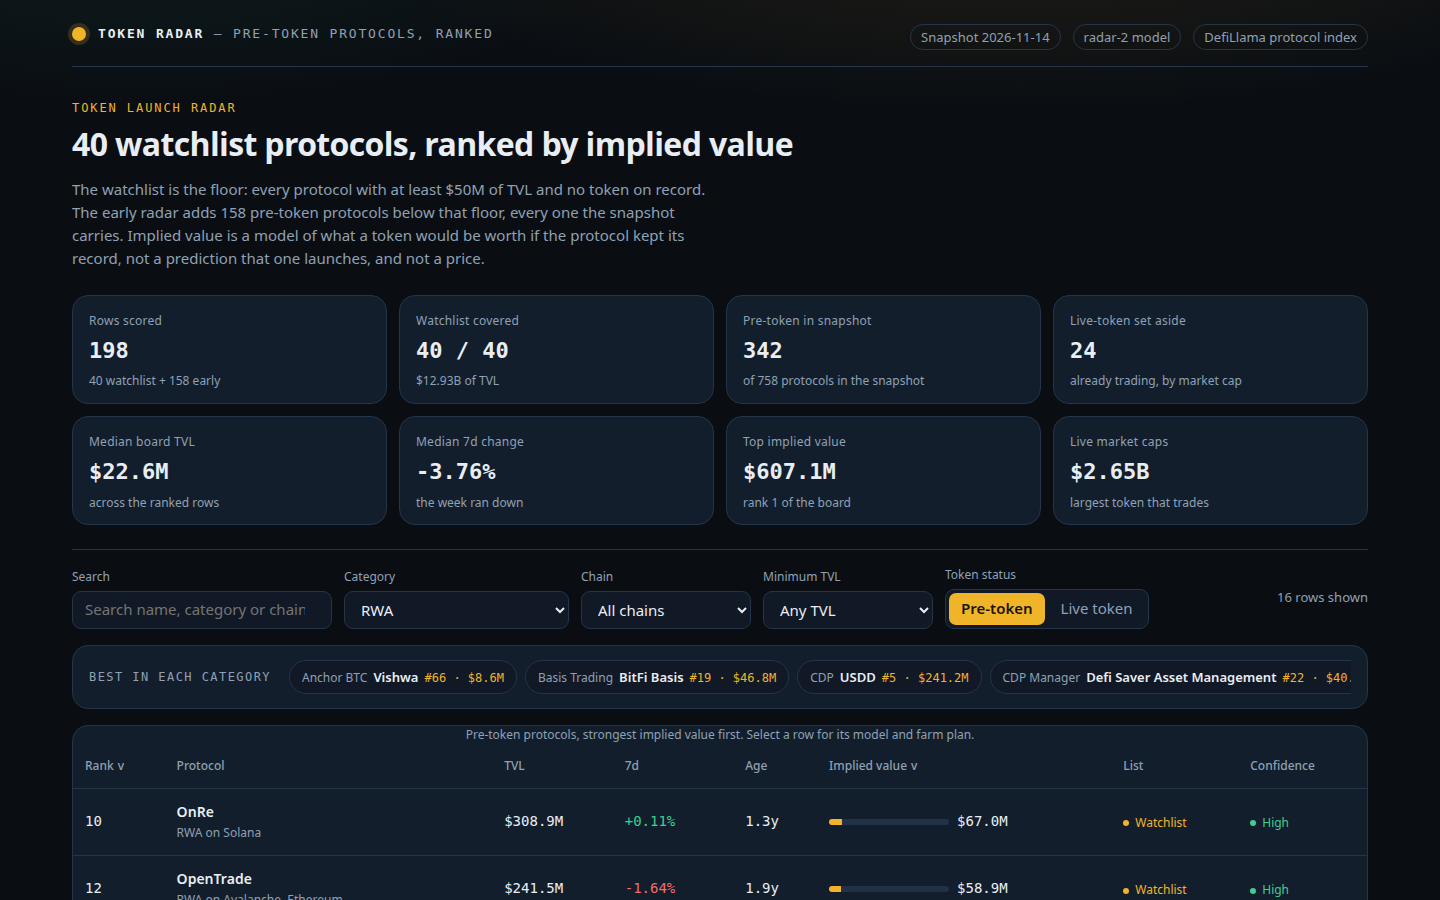 TOKEN RADAR — PRE-TOKEN PROTOCOLS, RANKED
Snapshot 2026-11-14
radar-2 model
DefiLlama protocol index
TOKEN LAUNCH RADAR
40 watchlist protocols, ranked by implied value
The watchlist is the floor: every protocol with at least $50M of TVL and no token on record.
The early radar adds 158 pre-token protocols below that floor, every one the snapshot
carries. Implied value is a model of what a token would be worth if the protocol kept its
record, not a prediction that one launches, and not a price.
Rows scored
198
40 watchlist + 158 early
Watchlist covered
40 / 40
$12.93B of TVL
Pre-token in snapshot
342
of 758 protocols in the snapshot
Live-token set aside
24
already trading, by market cap
Median board TVL
$22.6M
across the ranked rows
Median 7d change
-3.76%
the week ran down
Top implied value
$607.1M
rank 1 of the board
Live market caps
$2.65B
largest token that trades
Search
Search name, category or chain
Category
RWA
Chain
All chains
Minimum TVL
Any TVL
Token status
Pre-token
Live token
16 rows shown
BEST IN EACH CATEGORY
Anchor BTC Vishwa #66 · $8.6M
Basis Trading BitFi Basis #19 · $46.8M
CDP USDD #5 · $241.2M
CDP Manager Defi Saver Asset Management #22 · $40.
Pre-token protocols, strongest implied value first. Select a row for its model and farm plan.
Rank v Protocol TVL 7d Age Implied value v List Confidence
10 OnRe $308.9M +0.11% 1.3y $67.0M Watchlist High
RWA on Solana
12 OpenTrade $241.5M -1.64% 1.9y $58.9M Watchlist High
RWA on Avalanche, Ethereum